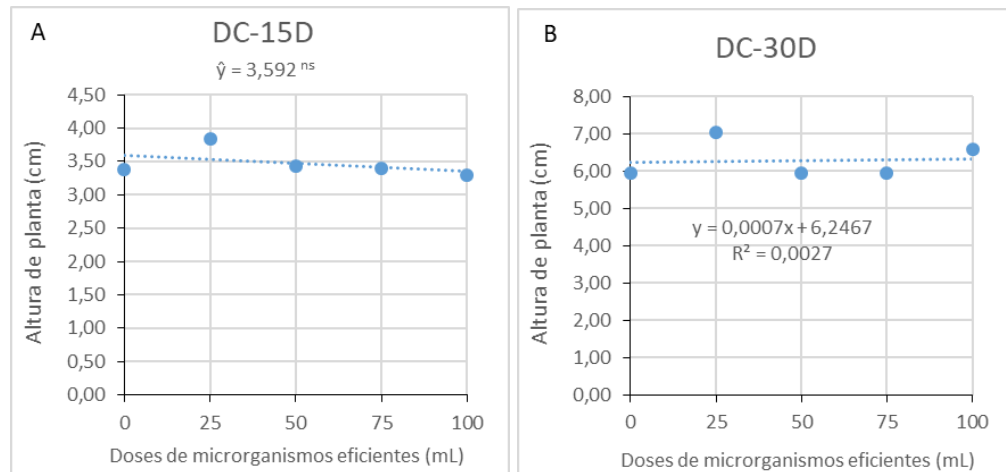 A
DC-15D
ŷ = 3,592 ns
4,50
4,00
3,50
3,00
2,50
2,00
1,50
1,00
0,50
0,00
0 25 50 75 100
Altura de planta (cm)
Doses de microrganismos eficientes (mL)
B
DC-30D
8,00
7,00
6,00
5,00
4,00
3,00
2,00
1,00
0,00
y = 0,0007x + 6,2467
R² = 0,0027
0 25 50 75 100
Altura de planta (cm)
Doses de microrganismos eficientes (mL)